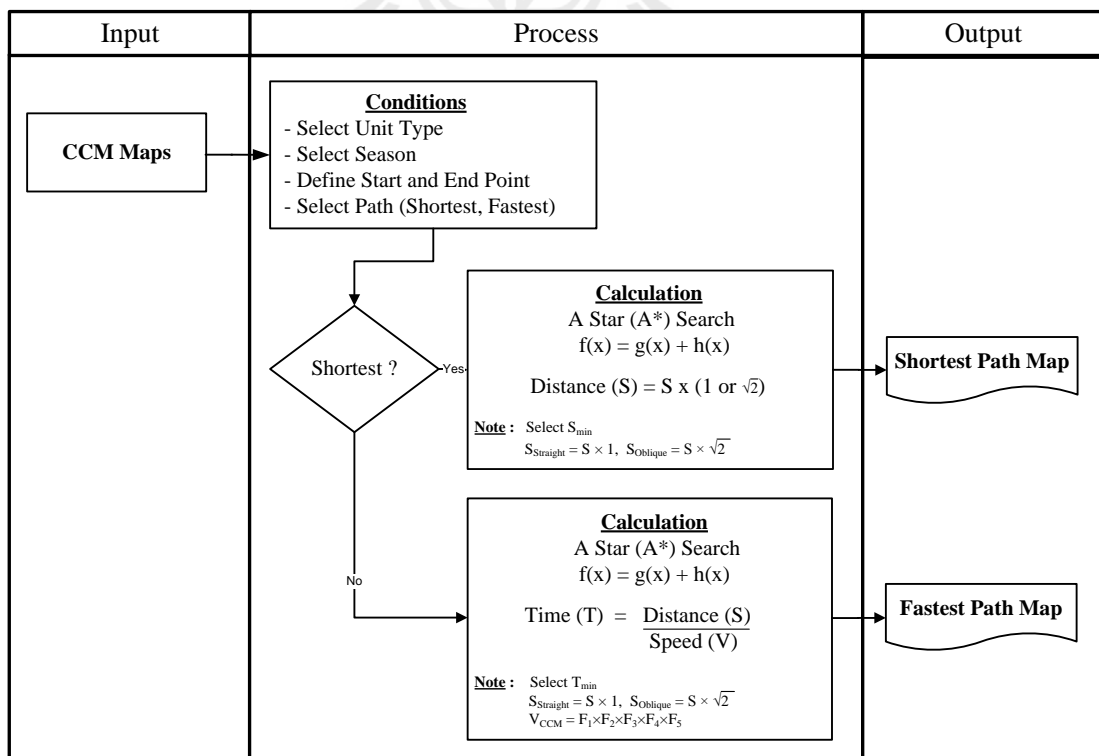 Input
Process
Output
CCM Maps
Conditions
- Select Unit Type
- Select Season
- Define Start and End Point
- Select Path (Shortest, Fastest)
Shortest ?
Yes
No
Calculation
A Star (A*) Search
f(x) = g(x) + h(x)
Distance (S) = S x (1 or √2)
Note : Select Smin
SStraight = S × 1, SOblique = S × √2
Shortest Path Map
Calculation
A Star (A*) Search
f(x) = g(x) + h(x)
Time (T) = Distance (S)
Speed (V)
Note : Select Tmin
SStraight = S × 1, SOblique = S × √2
VCCM = F1×F2×F3×F4×F5
Fastest Path Map